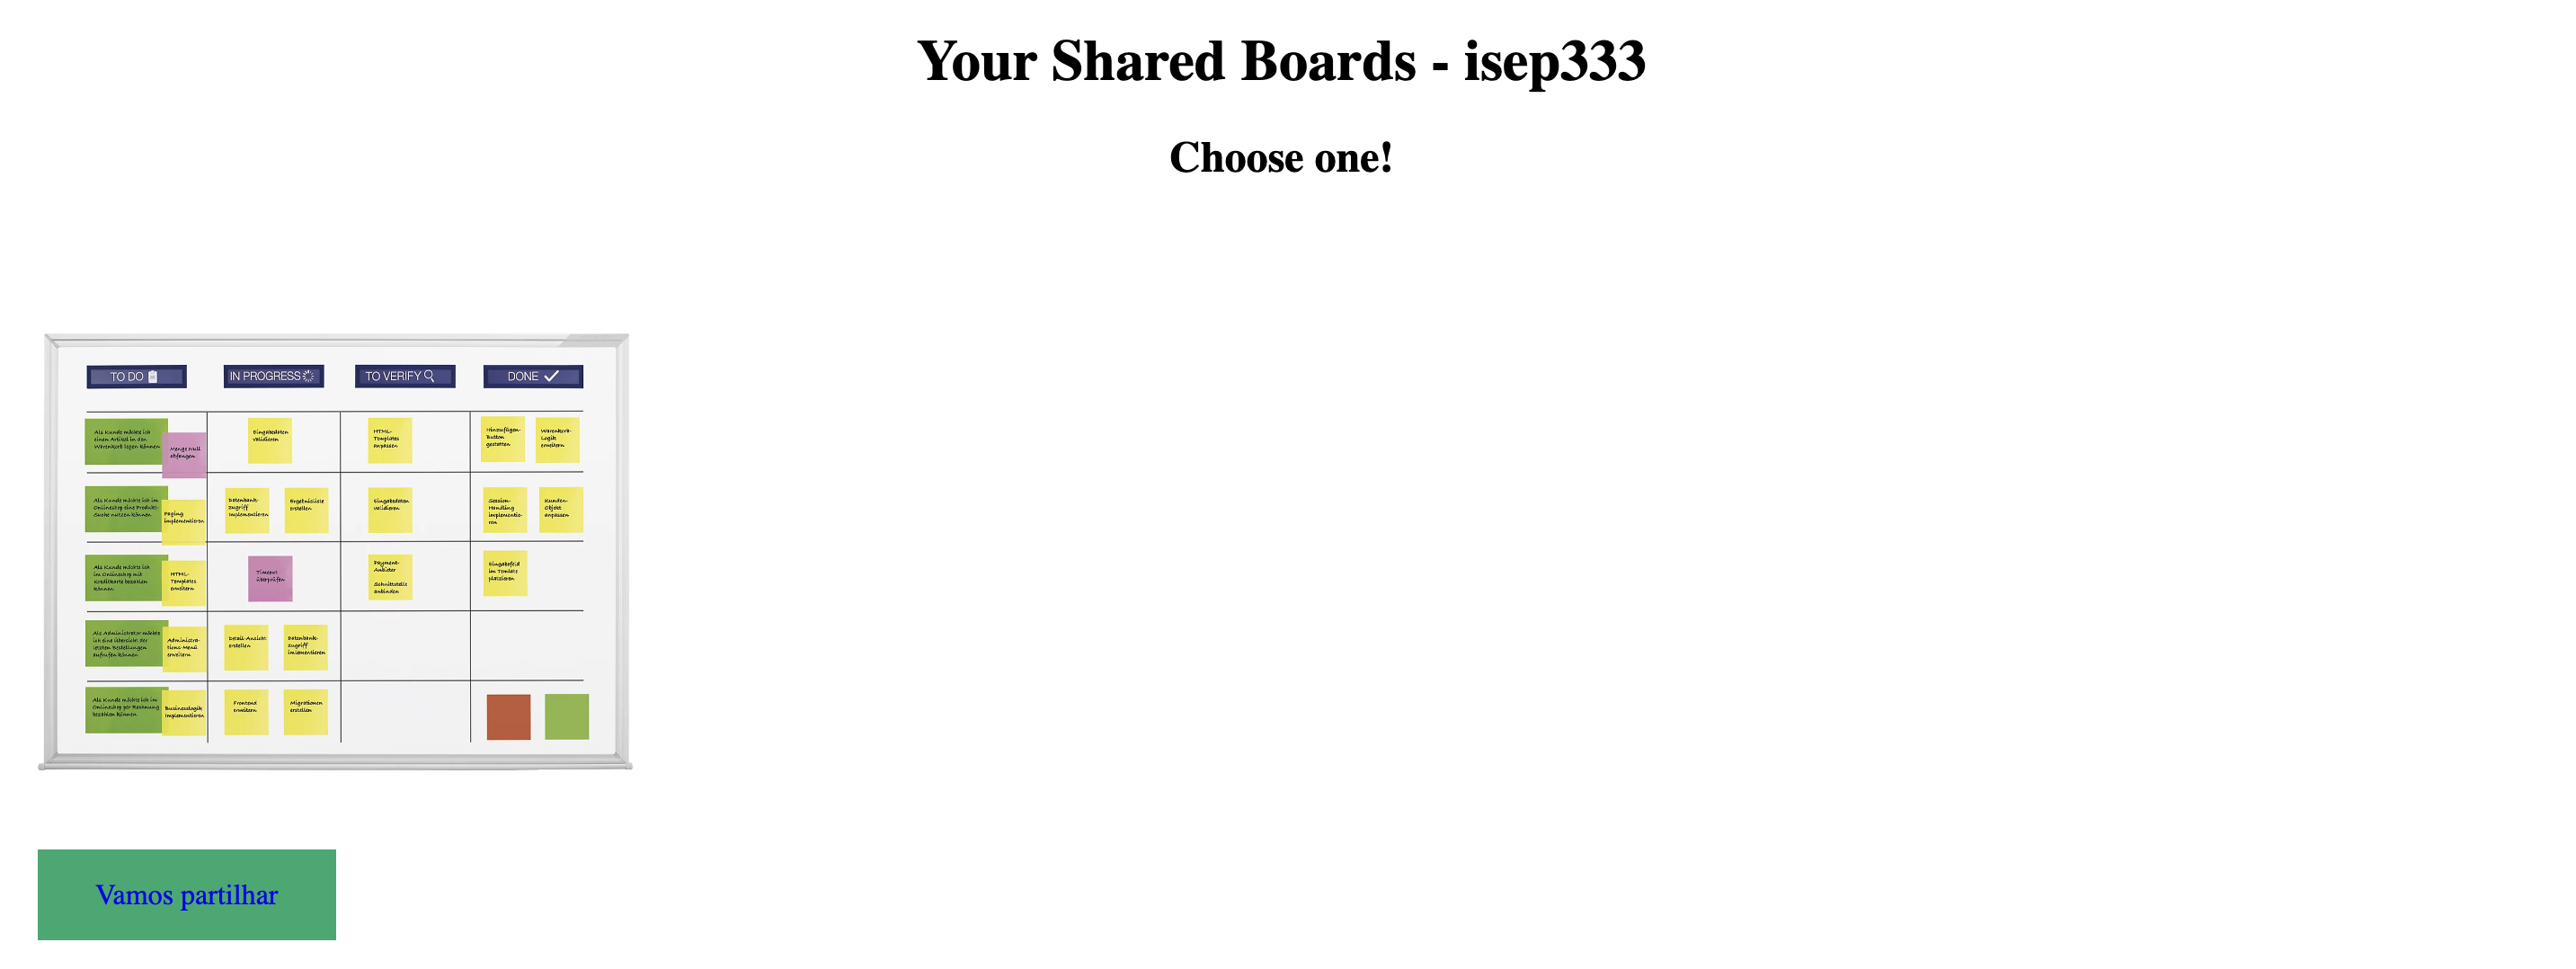 Your Shared Boards - isep333
Choose one!
TO DO
IN PROGRESS
TO VERIFY
DONE
Als Kunde möchte ich
einen Artikel in den
Warenkorb legen können
Menge Null
abfangen
Eingabedaten
validieren
HTML-
Templates
anpassen
Hinzufügen-
Button
gestalten
Warenkorb-
Logik
erweitern
Als Kunde möchte ich im
Onlineshop eine Produkt-
Suche nutzen können
Paging
implementieren
Datenbank-
zugriff
implementieren
Ergebnisliste
erstellen
Eingabedaten
validieren
Session-
Handling
implementie-
ren
Kunden-
Objekt
anpassen
Als Kunde möchte ich
im Onlineshop mit
Kreditkarte bezahlen
können
HTML-
Templates
erweitern
Timeout
überprüfen
Payment-
Anbieter
Schnittstelle
anbinden
Eingabefeld
im
platzieren
Als Administrator möchte
ich eine Übersicht der
letzten Bestellungen
aufrufen können
Administra-
tions-Menü
erweitern
Detail-Ansicht
erstellen
Datenbank-
zugriff
Als Kunde möchte ich im
Onlineshop per Rechnung
bezahlen können
Businesslogik
implementieren
Frontend
erweitern
Migrationen
erstellen
Vamos partilhar